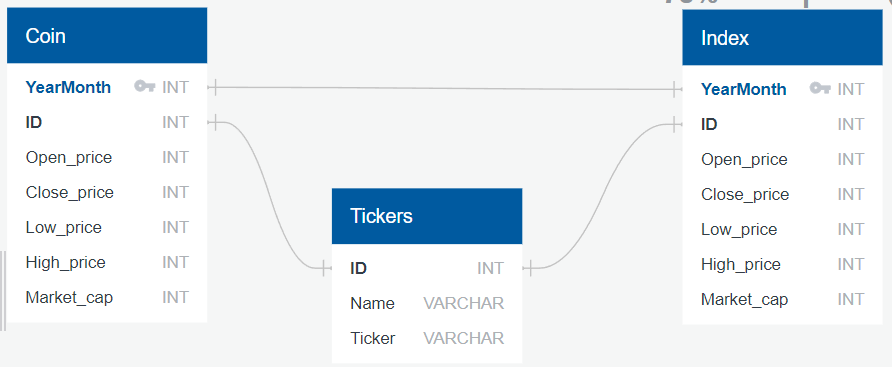 Coin
YearMonth INT
ID INT
Open_price INT
Close_price INT
Low_price INT
High_price INT
Market_cap INT
Tickers
ID INT
Name VARCHAR
Ticker VARCHAR
Index
YearMonth INT
ID INT
Open_price INT
Close_price INT
Low_price INT
High_price INT
Market_cap INT